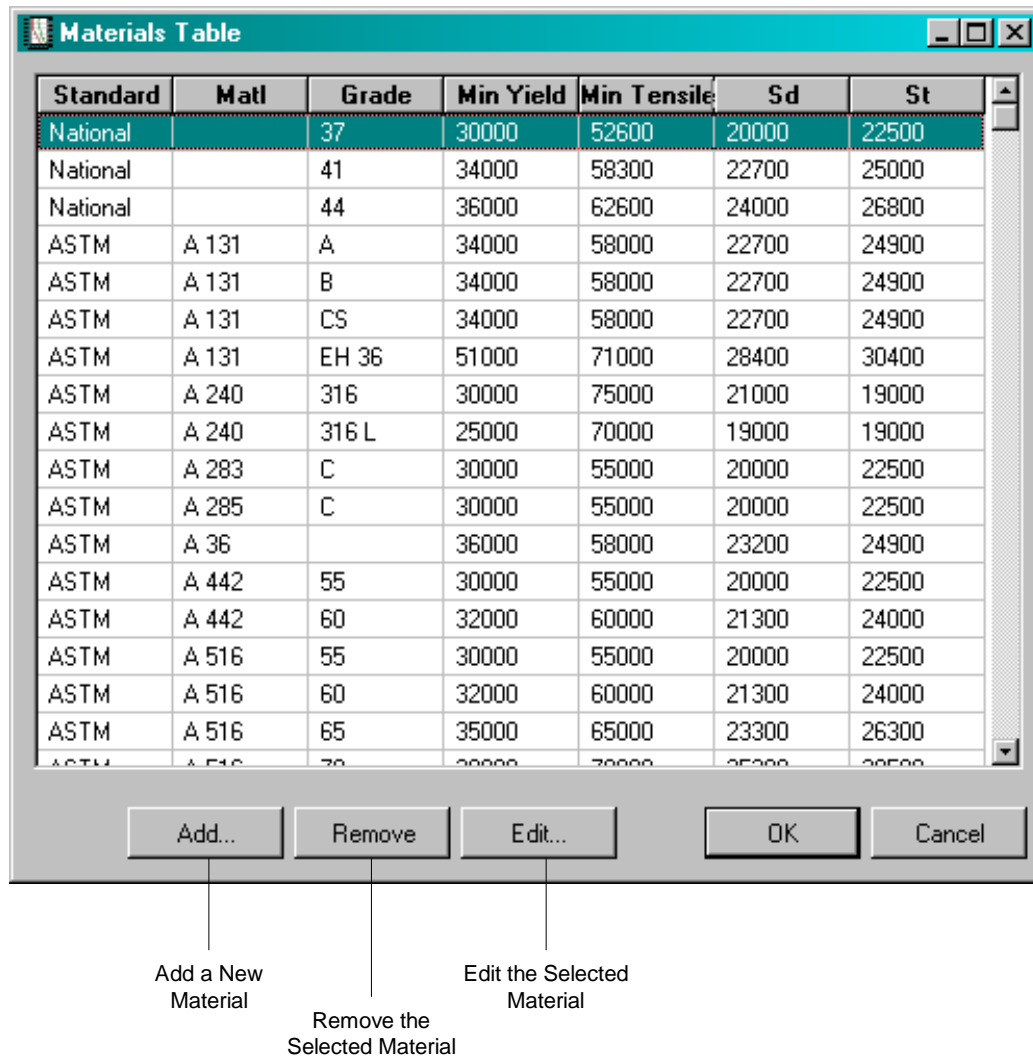 Materials Table
Standard Matl Grade Min Yield Min Tensile Sd St
National 37 30000 52600 20000 22500
National 41 34000 58300 22700 25000
National 44 36000 62600 24000 26800
ASTM A 131 A 34000 58000 22700 24900
ASTM A 131 B 34000 58000 22700 24900
ASTM A 131 CS 34000 58000 22700 24900
ASTM A 131 EH 36 51000 71000 28400 30400
ASTM A 240 316 30000 75000 21000 19000
ASTM A 240 316 L 25000 70000 19000 19000
ASTM A 283 C 30000 55000 20000 22500
ASTM A 285 C 30000 55000 20000 22500
ASTM A 36 36000 58000 23200 24900
ASTM A 442 55 30000 55000 20000 22500
ASTM A 442 60 32000 60000 21300 24000
ASTM A 516 55 30000 55000 20000 22500
ASTM A 516 60 32000 60000 21300 24000
ASTM A 516 65 35000 65000 23300 26300
Add... Remove Edit... OK Cancel
Add a New
Material
Remove the
Selected Material
Edit the Selected
Material